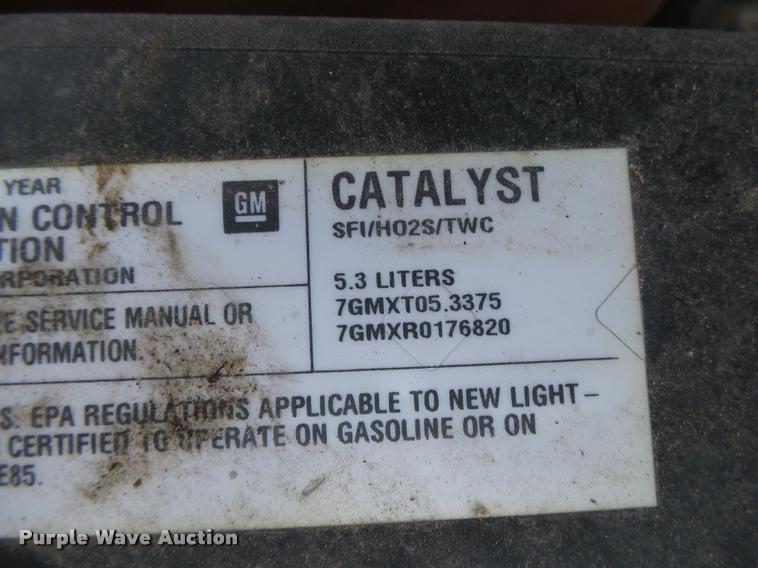 YEAR
N CONTROL
TION
RPORATION
GM
CATALYST
SFI/HO2S/TWC
5.3 LITERS
7GMXT05.3375
7GMXR0176820
E SERVICE MANUAL OR
NFORMATION.
S. EPA REGULATIONS APPLICABLE TO NEW LIGHT-
CERTIFIED TO OPERATE ON GASOLINE OR ON
E85.
Purple Wave Auction